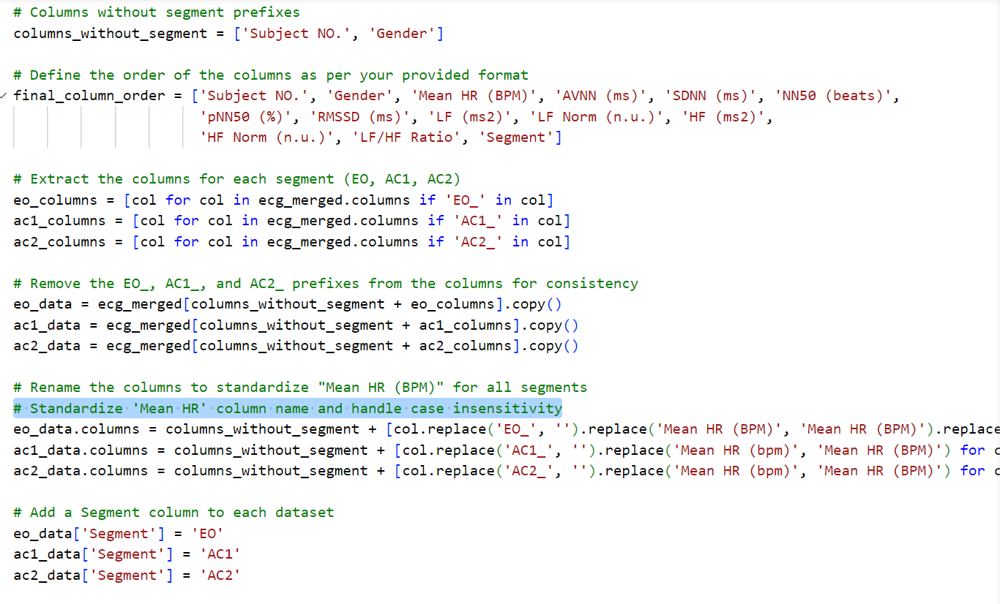 # Columns without segment prefixes
columns_without_segment = ['Subject NO.', 'Gender']
# Define the order of the columns as per your provided format
final_column_order = ['Subject NO.', 'Gender', 'Mean HR (BPM)', 'AVNN (ms)', 'SDNN (ms)', 'NN50 (beats)',
'pNN50 (%)', 'RMSSD (ms)', 'LF (ms2)', 'LF Norm (n.u.)', 'HF (ms2)',
'HF Norm (n.u.)', 'LF/HF Ratio', 'Segment']
# Extract the columns for each segment (EO, AC1, AC2)
eo_columns = [col for col in ecg_merged.columns if 'EO_' in col]
ac1_columns = [col for col in ecg_merged.columns if 'AC1_' in col]
ac2_columns = [col for col in ecg_merged.columns if 'AC2_' in col]
# Remove the EO_, AC1_, and AC2_ prefixes from the columns for consistency
eo_data = ecg_merged[columns_without_segment + eo_columns].copy()
ac1_data = ecg_merged[columns_without_segment + ac1_columns].copy()
ac2_data = ecg_merged[columns_without_segment + ac2_columns].copy()
# Rename the columns to standardize "Mean HR (BPM)" for all segments
# Standardize 'Mean HR' column name and handle case insensitivity
eo_data.columns = columns_without_segment + [col.replace('EO_', '').replace('Mean HR (BPM)', 'Mean HR (BPM)').replace
ac1_data.columns = columns_without_segment + [col.replace('AC1_', '').replace('Mean HR (bpm)', 'Mean HR (BPM)') for c
ac2_data.columns = columns_without_segment + [col.replace('AC2_', '').replace('Mean HR (bpm)', 'Mean HR (BPM)') for c
# Add a Segment column to each dataset
eo_data['Segment'] = 'EO'
ac1_data['Segment'] = 'AC1'
ac2_data['Segment'] = 'AC2'